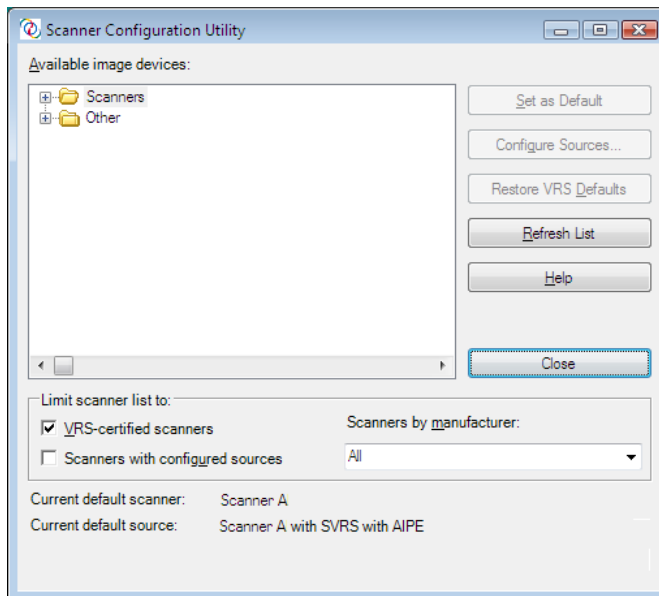 Scanner Configuration Utility
Available image devices:
Scanners
Other
Set as Default
Configure Sources...
Restore VRS Defaults
Refresh List
Help
Close
Limit scanner list to:
VRS-certified scanners
Scanners with configured sources
Scanners by manufacturer:
All
Current default scanner: Scanner A
Current default source: Scanner A with SVRS with AIPE